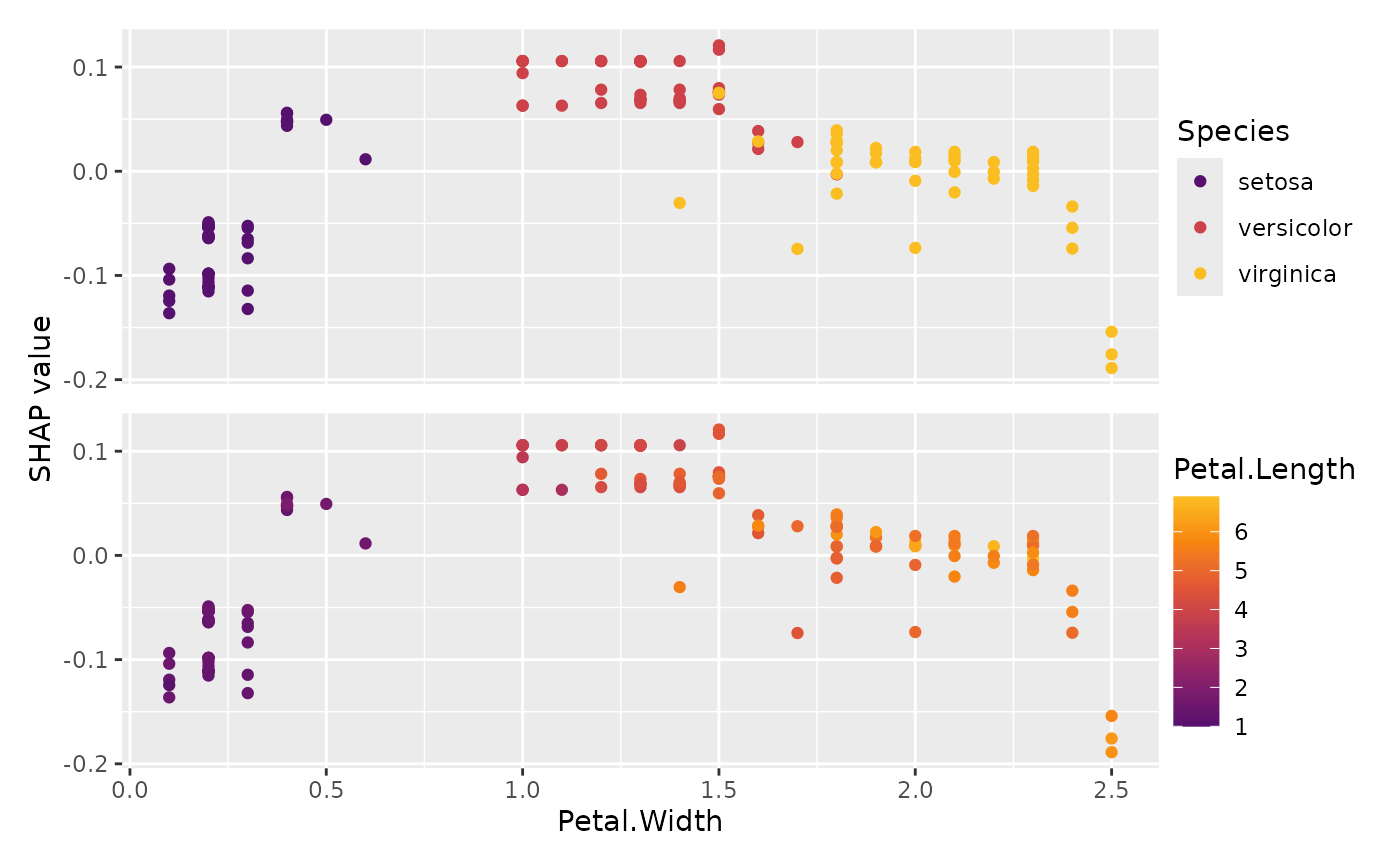 SHAP value
0.1
0.0
-0.1
-0.2
Species
setosa
versicolor
virginica
0.1
0.0
-0.1
-0.2
Petal.Length
6
5
4
3
2
1
0.0 0.5 1.0 1.5 2.0 2.5
Petal.Width